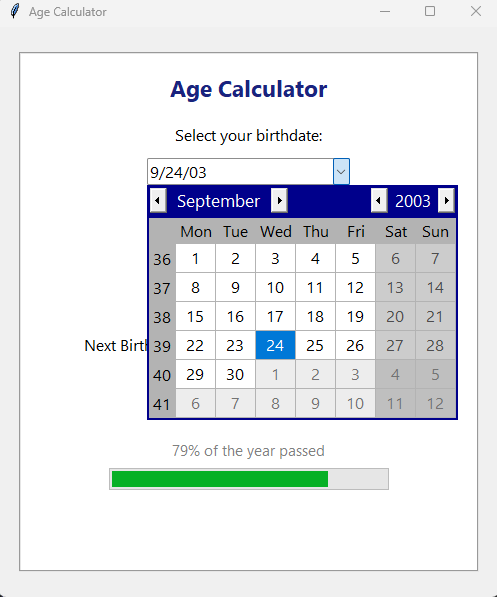 Age Calculator
Age Calculator
Select your birthdate:
9/24/03
September 2003
Mon Tue Wed Thu Fri Sat Sun
36 1 2 3 4 5 6 7
37 8 9 10 11 12 13 14
38 15 16 17 18 19 20 21
39 22 23 24 25 26 27 28
40 29 30 1 2 3 4 5
41 6 7 8 9 10 11 12
Next Birth
79% of the year passed